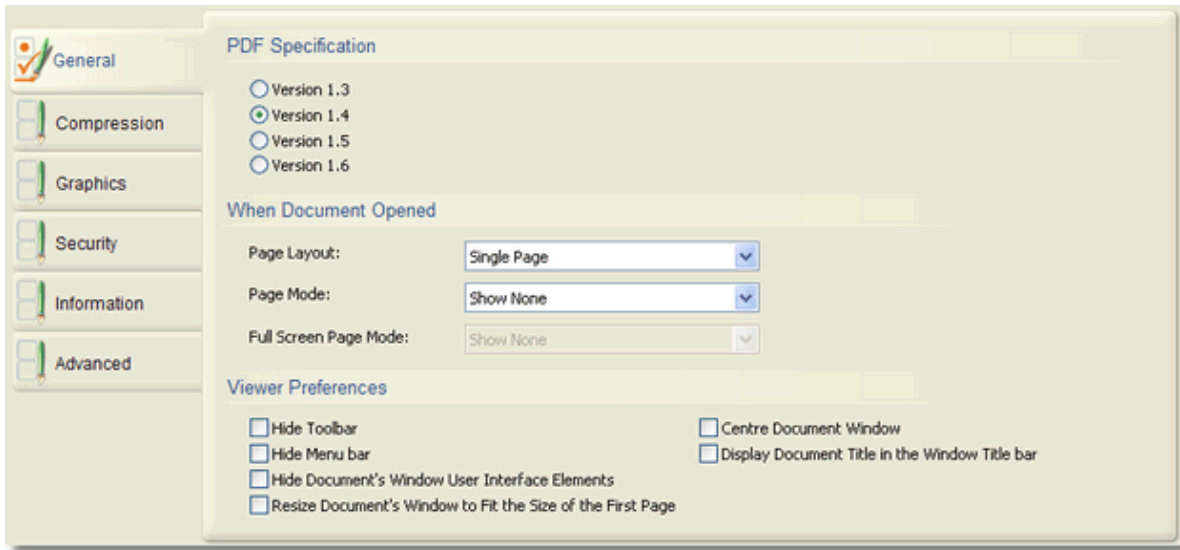 General
Compression
Graphics
Security
Information
Advanced
PDF Specification
Version 1.3
Version 1.4
Version 1.5
Version 1.6
When Document Opened
Page Layout: Single Page
Page Mode: Show None
Full Screen Page Mode: Show None
Viewer Preferences
Hide Toolbar
Hide Menu bar
Hide Document's Window User Interface Elements
Resize Document's Window to Fit the Size of the First Page
Centre Document Window
Display Document Title in the Window Title bar